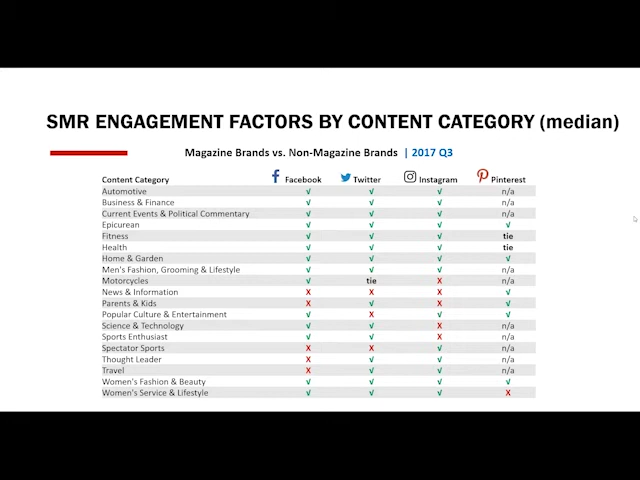 SMR ENGAGEMENT FACTORS BY CONTENT CATEGORY (median)
Magazine Brands vs. Non-Magazine Brands | 2017 Q3
Content Category Facebook Twitter Instagram Pinterest
Automotive √ √ √ n/a
Business & Finance √ √ √ n/a
Current Events & Political Commentary √ √ √ n/a
Epicurean √ √ √ √
Fitness √ √ √ tie
Health √ √ √ tie
Home & Garden √ √ √ √
Men's Fashion, Grooming & Lifestyle √ √ √ n/a
Motorcycles √ tie X n/a
News & Information X X X √
Parents & Kids X √ X √
Popular Culture & Entertainment √ X √ √
Science & Technology √ √ X n/a
Sports Enthusiast √ √ X n/a
Spectator Sports X X √ n/a
Thought Leader X √ √ n/a
Travel X √ √ n/a
Women's Fashion & Beauty √ √ √ √
Women's Service & Lifestyle √ √ √ X